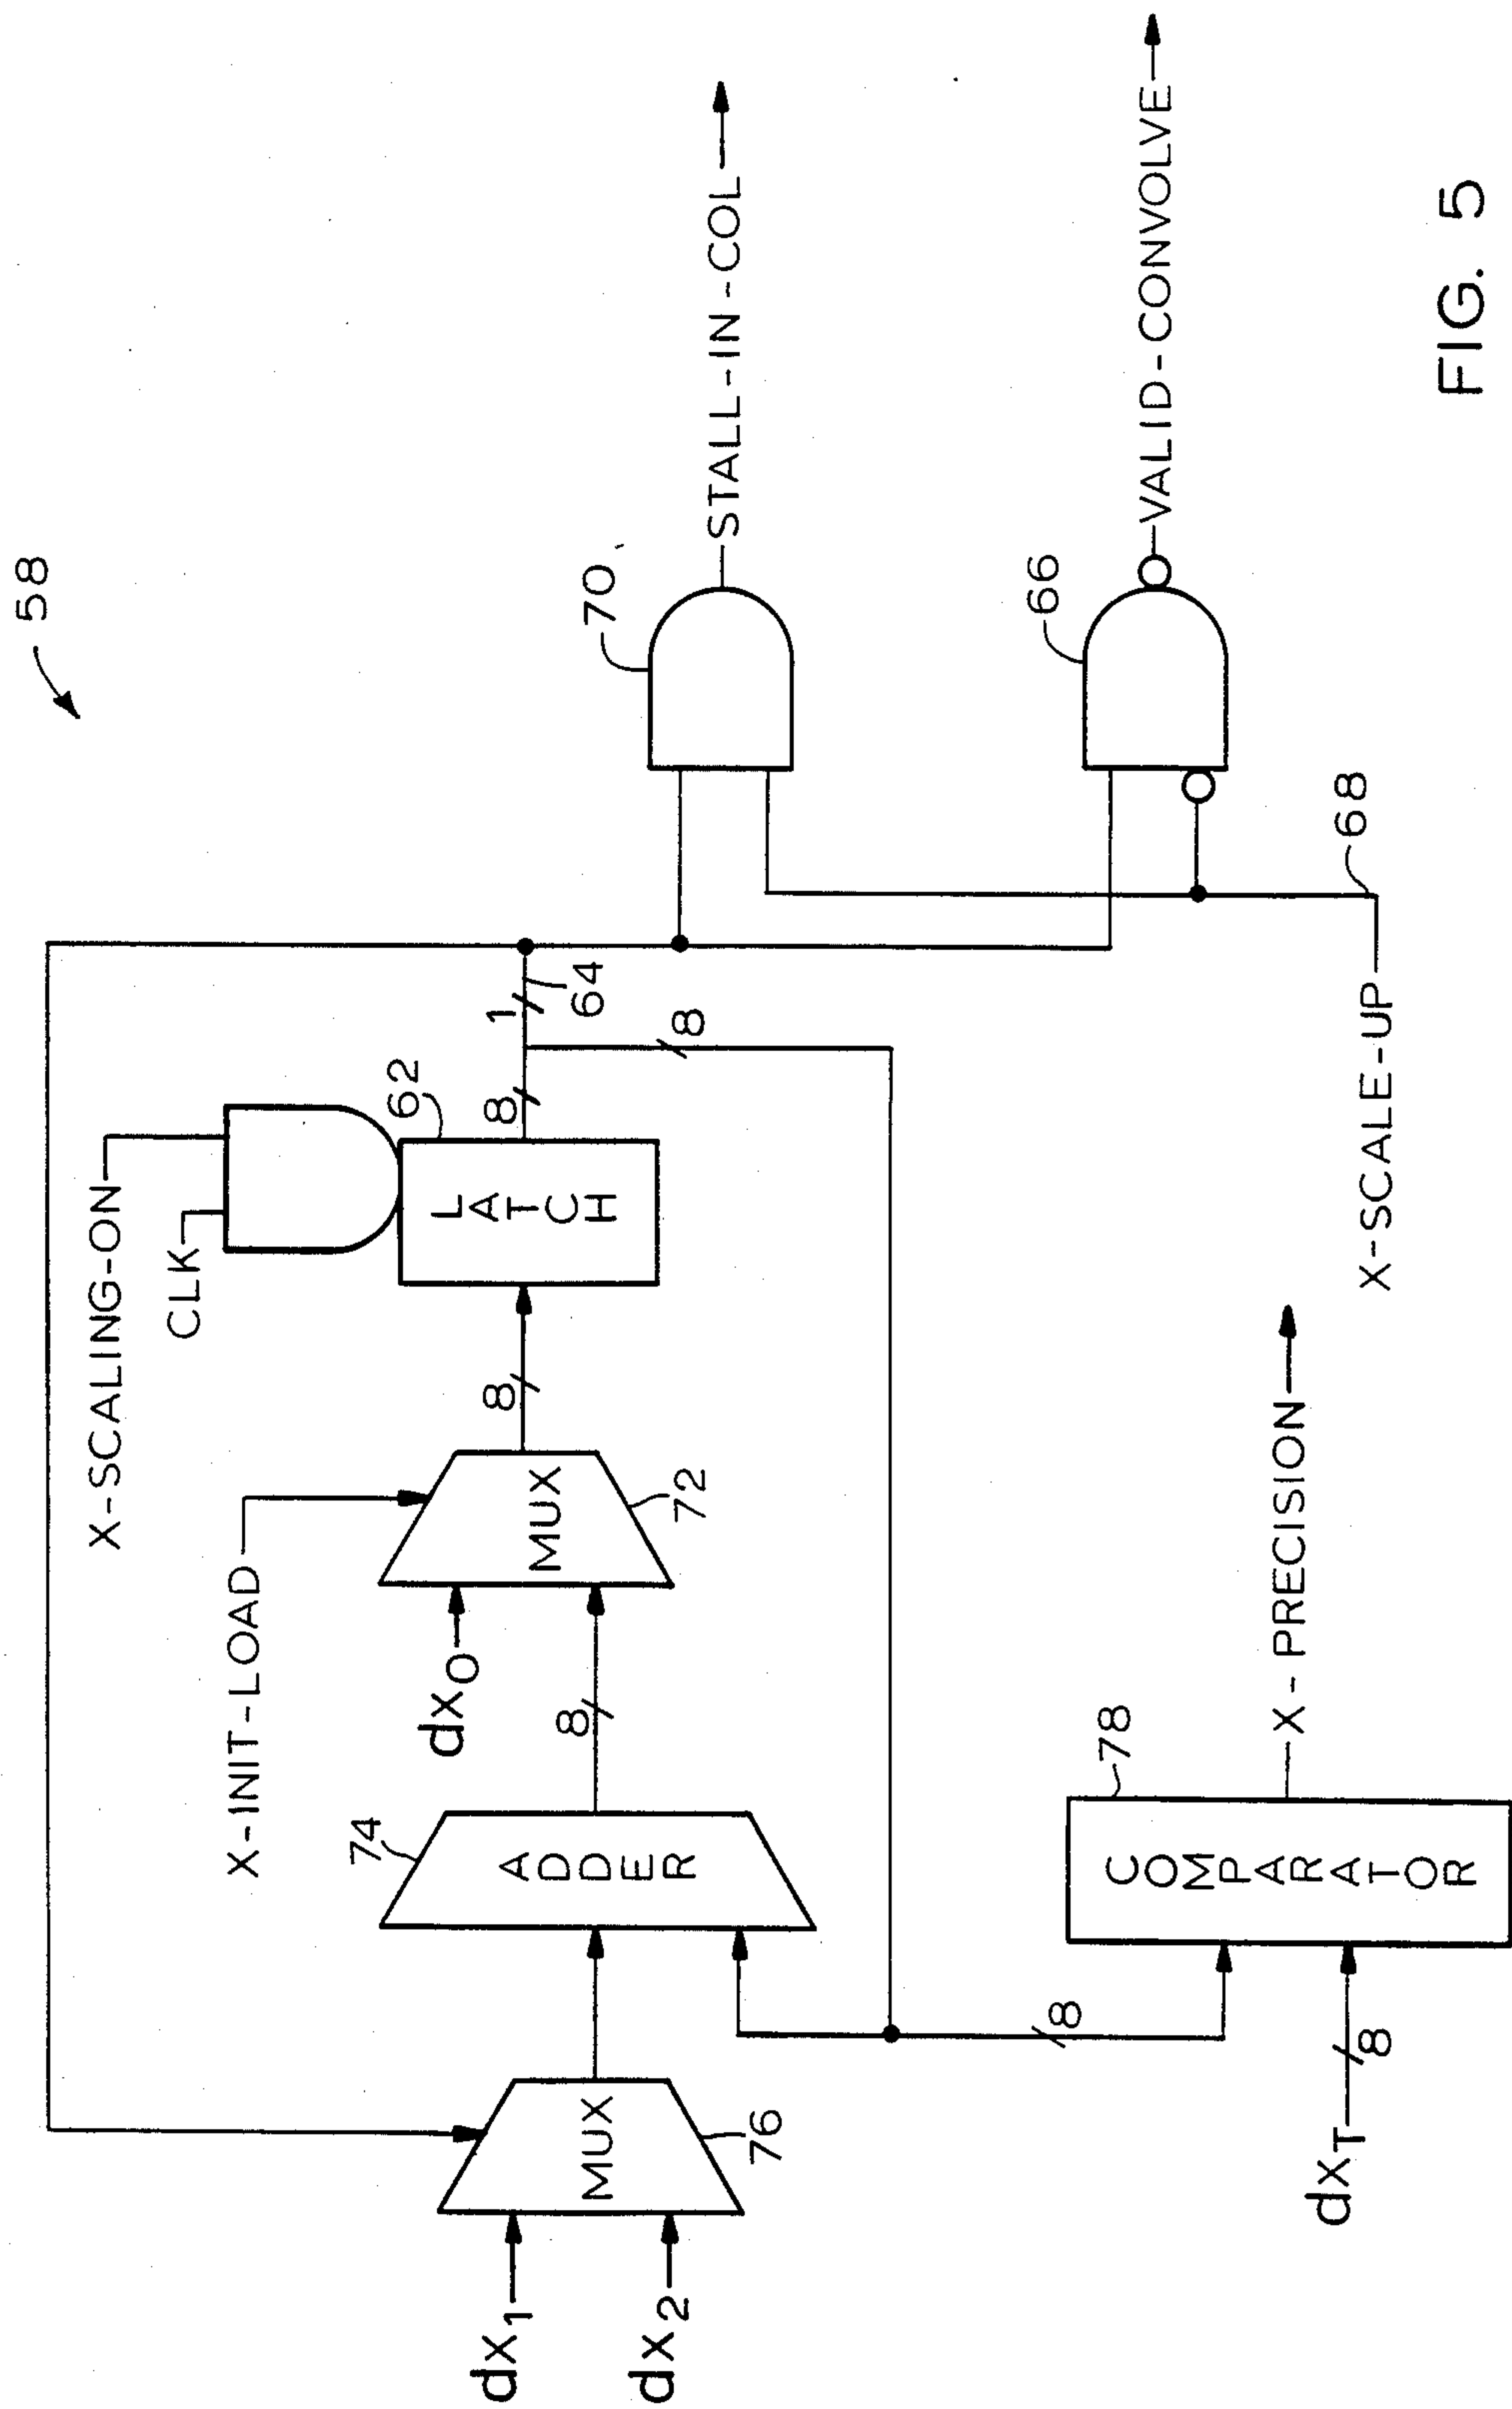 58
X-SCALING-ON
CLK
X-INIT-LOAD
62
LATCH
8
8
1
64
8
70
STALL-IN-COL
66
VALID-CONVOLVE
68
X-SCALE-UP
dx0
MUX
72
8
74
ADDER
MUX
76
dx1
dx2
8
78
COMPARATOR
X-PRECISION
dxT
8
FIG. 5